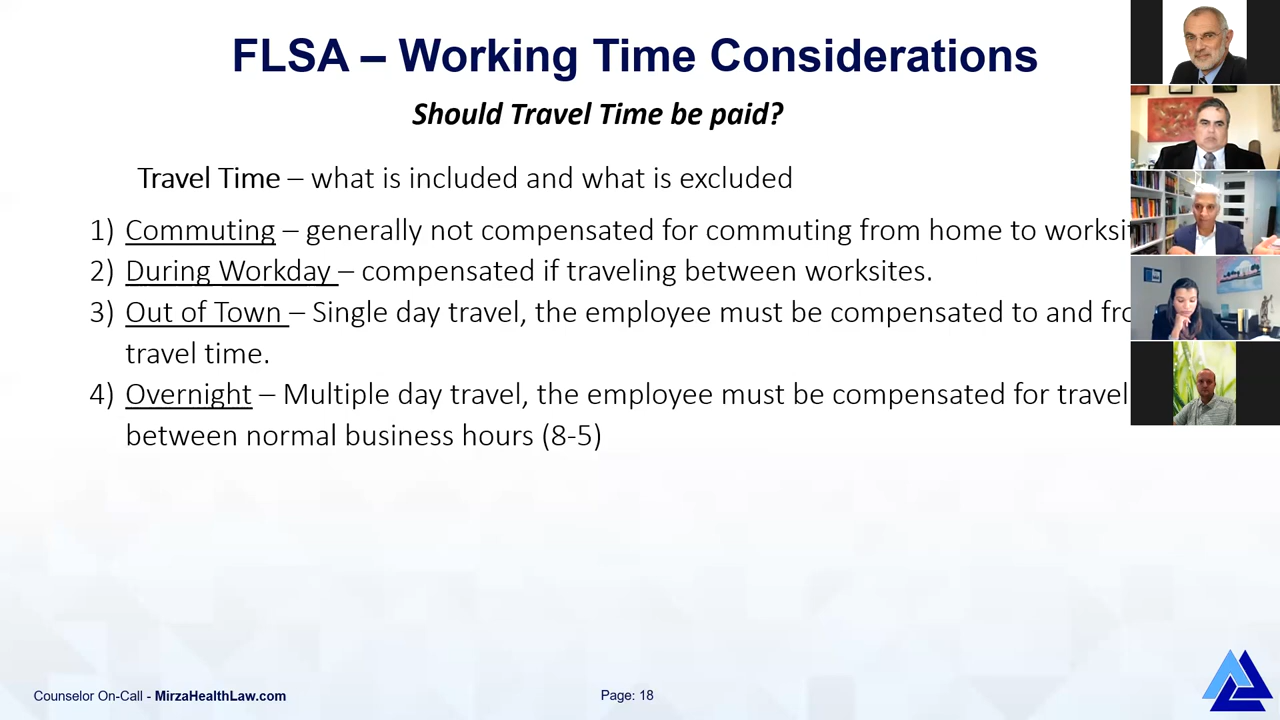 FLSA – Working Time Considerations
Should Travel Time be paid?
Travel Time – what is included and what is excluded
1) Commuting – generally not compensated for commuting from home to
2) During Workday – compensated if traveling between worksites.
3) Out of Town – Single day travel, the employee must be compensated to and
travel time.
4) Overnight – Multiple day travel, the employee must be compensated for travel
between normal business hours (8-5)
Counselor On-Call - MirzaHealthLaw.com
Page: 18